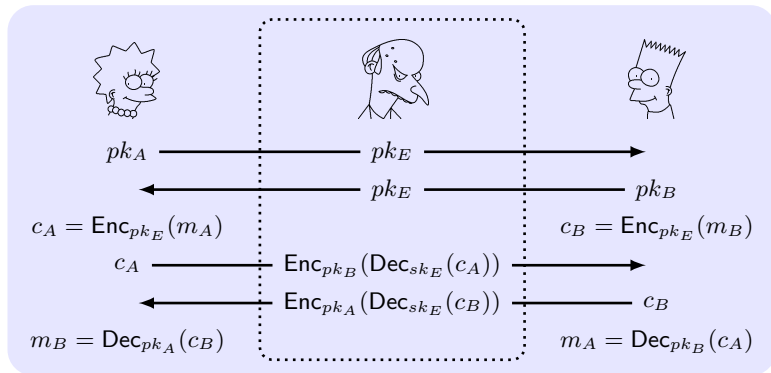 pk_A pk_E
pk_E pk_B
c_A = Enc_{pk_E}(m_A) c_B = Enc_{pk_E}(m_B)
c_A Enc_{pk_B}(Dec_{sk_E}(c_A))
Enc_{pk_A}(Dec_{sk_E}(c_B)) c_B
m_B = Dec_{pk_A}(c_B) m_A = Dec_{pk_B}(c_A)